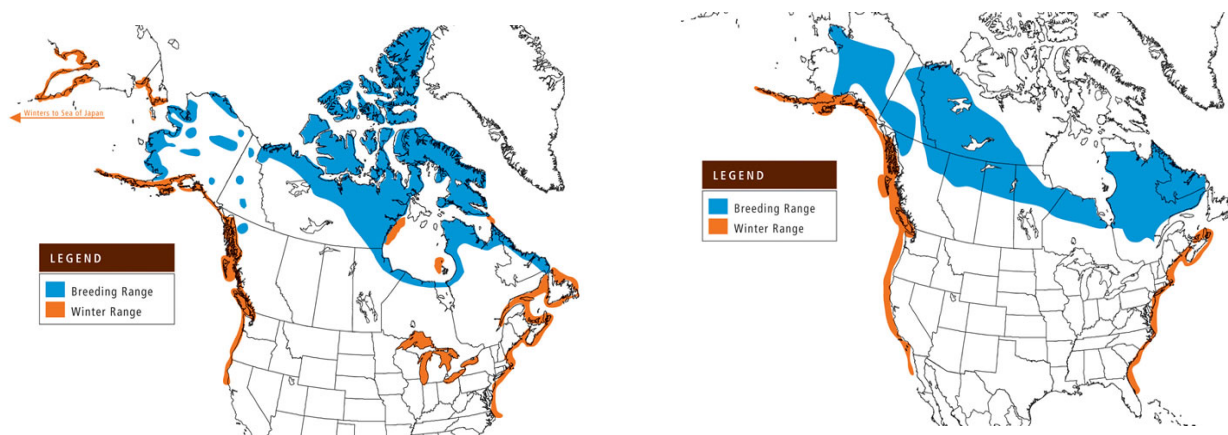 Winters to Sea of Japan
LEGEND
Breeding Range
Winter Range
LEGEND
Breeding Range
Winter Range